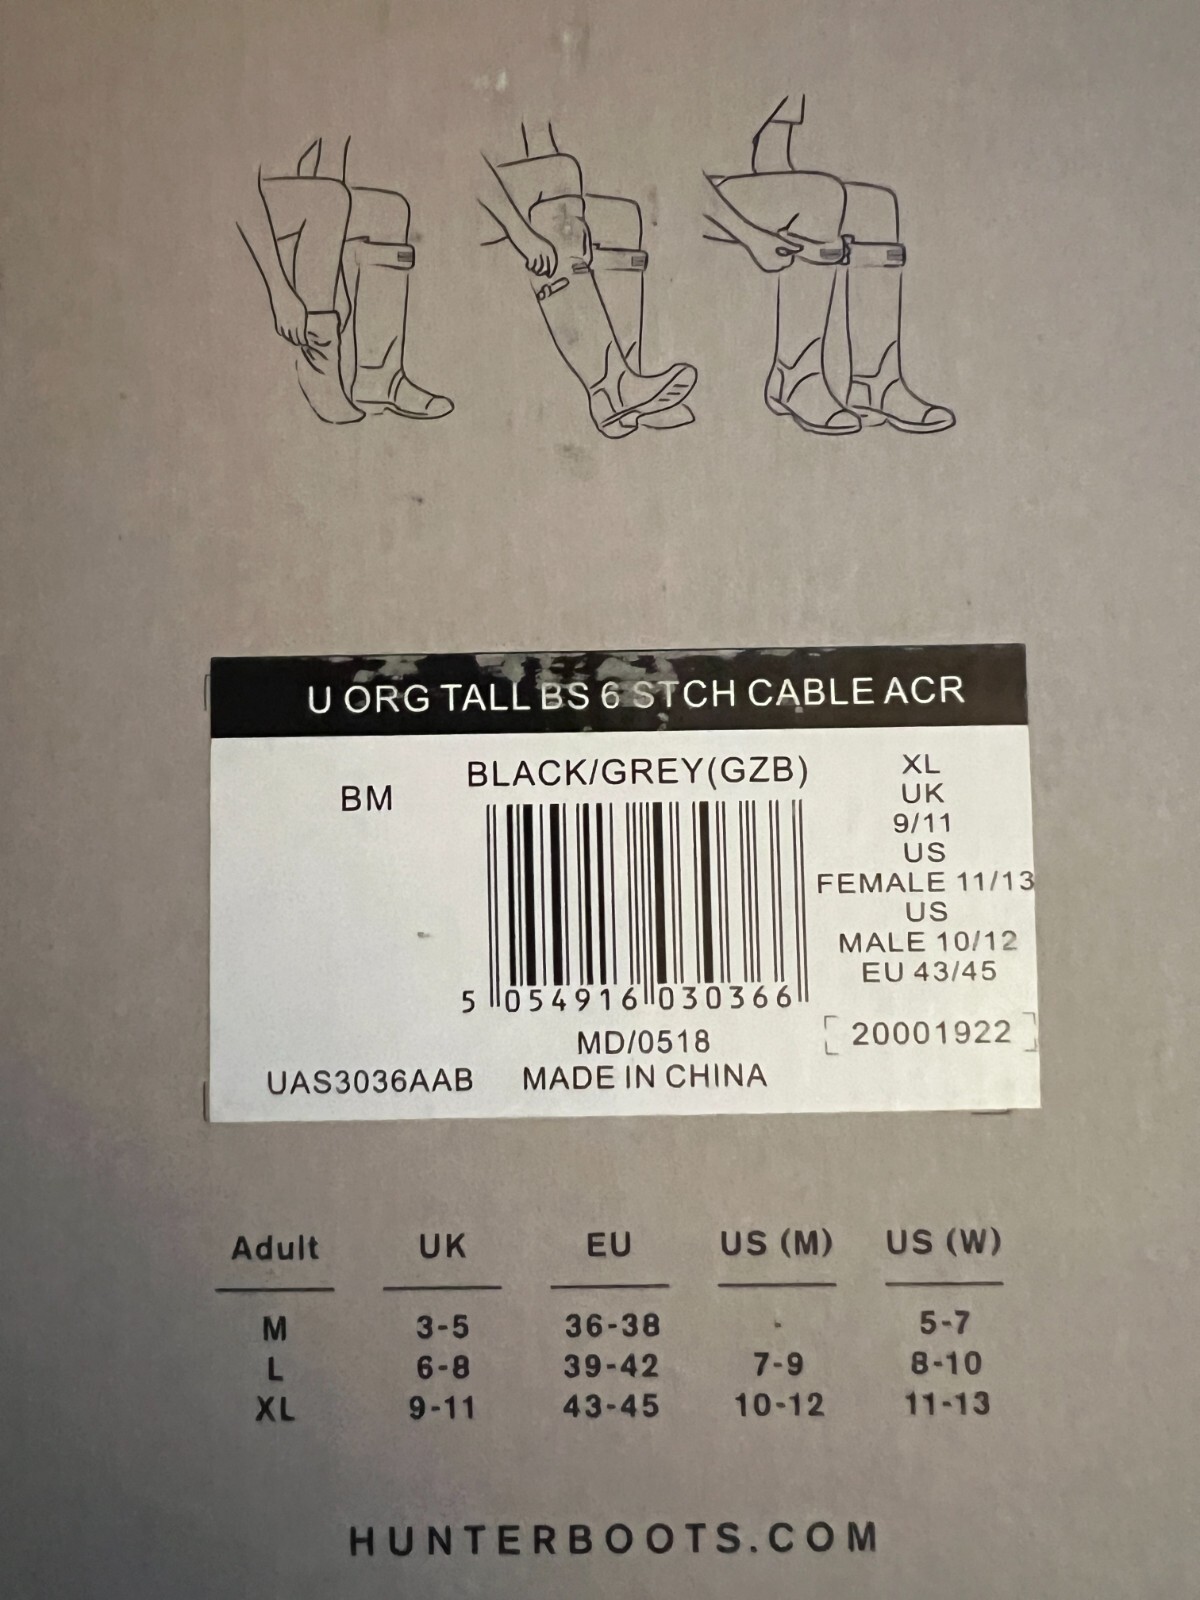 U ORG TALL BS 6 STCH CABLE ACR
BM
BLACK/GREY(GZB)
XL
UK
9/11
US
FEMALE 11/13
US
MALE 10/12
EU 43/45
5 054916 030366
MD/0518
20001922
UAS3036AAB MADE IN CHINA
Adult UK EU US (M) US (W)
M 3-5 36-38 - 5-7
L 6-8 39-42 7-9 8-10
XL 9-11 43-45 10-12 11-13
HUNTERBOOTS.COM